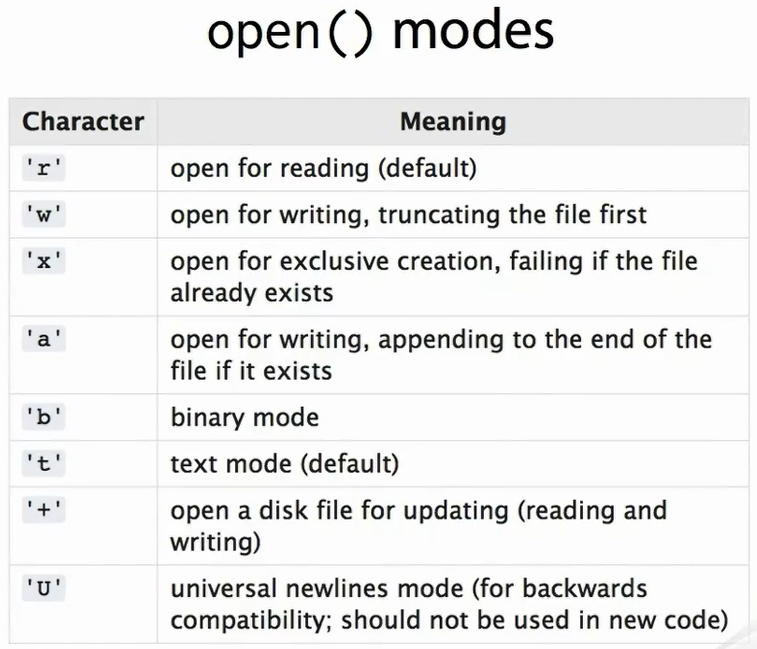 open() modes
Character Meaning
'r' open for reading (default)
'w' open for writing, truncating the file first
'x' open for exclusive creation, failing if the file
already exists
'a' open for writing, appending to the end of the
file if it exists
'b' binary mode
't' text mode (default)
'+' open a disk file for updating (reading and
writing)
'U' universal newlines mode (for backwards
compatibility; should not be used in new code)